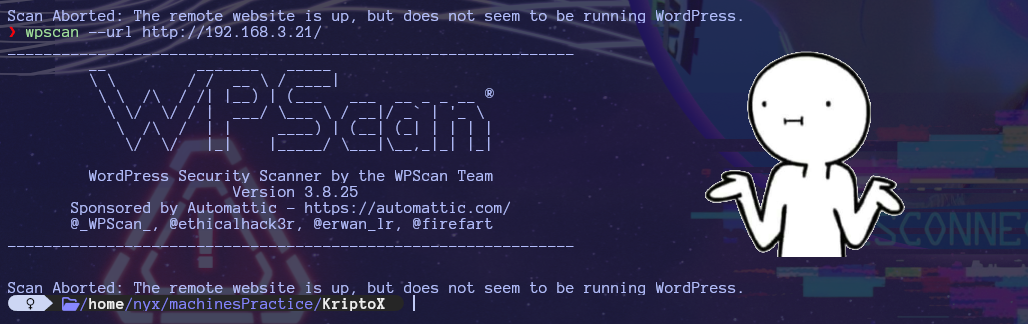 Scan Aborted: The remote website is up, but does not seem to be running WordPress.
❯ wpscan --url http://192.168.3.21/
WPScan ®
WordPress Security Scanner by the WPScan Team
Version 3.8.25
Sponsored by Automattic - https://automattic.com/
@_WPScan_, @ethicalhack3r, @erwan_lr, @firefart
Scan Aborted: The remote website is up, but does not seem to be running WordPress.
/home/nyx/machinesPractice/KriptoX
SCONNE